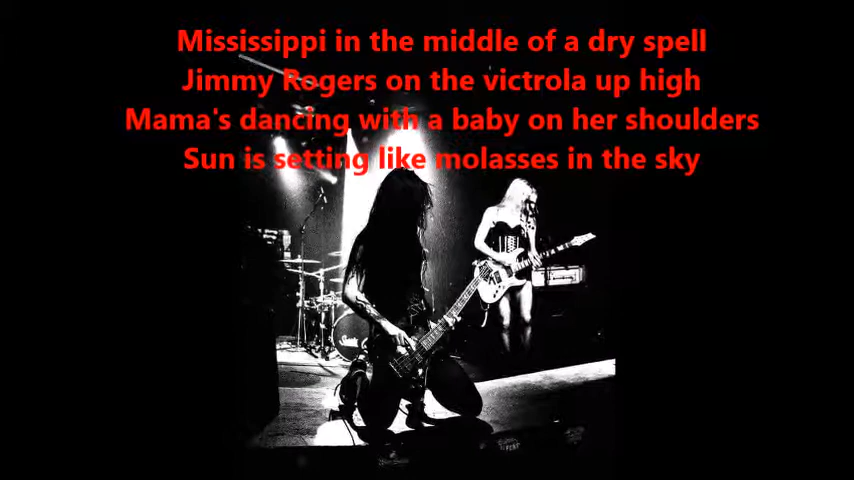 Mississippi in the middle of a dry spell
Jimmy Rogers on the victrola up high
Mama's dancing with a baby on her shoulders
Sun is setting like molasses in the sky